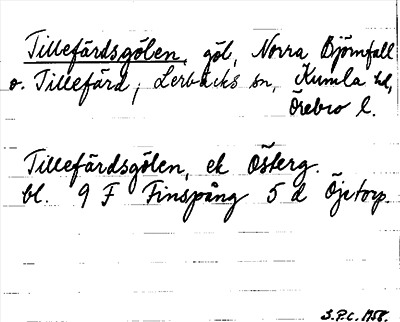 Tillefärdsgölen, göl, Norra Björnfall
o. Tillefärd, Lerbäcks sn, Kumla hd,
Örebro l.
Tillefärdsgölen, ek Österg.
bl. 9 F Finspång 5 d Öjetorp.
S.P.C. 1958.